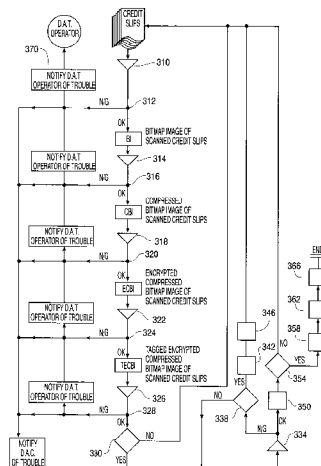 D.A.T.
OPERATOR
CREDIT
SLIPS
370
310
NOTIFY D.A.T.
OPERATOR OF TROUBLE
N/G
312
OK
BI
BITMAP IMAGE OF
SCANNED CREDIT SLIPS
314
NOTIFY D.A.T.
OPERATOR OF TROUBLE
N/G
316
OK
CBI
COMPRESSED
BITMAP IMAGE OF
SCANNED CREDIT SLIPS
318
NOTIFY D.A.T.
OPERATOR OF TROUBLE
N/G
320
OK
ECBI
ENCRYPTED
COMPRESSED
BITMAP IMAGE OF
SCANNED CREDIT SLIPS
322
NOTIFY D.A.T.
OPERATOR OF TROUBLE
N/G
324
OK
TECBI
TAGGED ENCRYPTED
COMPRESSED
BITMAP IMAGE OF
SCANNED CREDIT SLIPS
326
NOTIFY D.A.T.
OPERATOR OF TROUBLE
N/G
328
OK
330
NO
YES
NOTIFY
D.A.C.
OF TROUBLE
346
342
YES
NO
338
N/G
OK
334
350
354
NO
YES
358
362
366